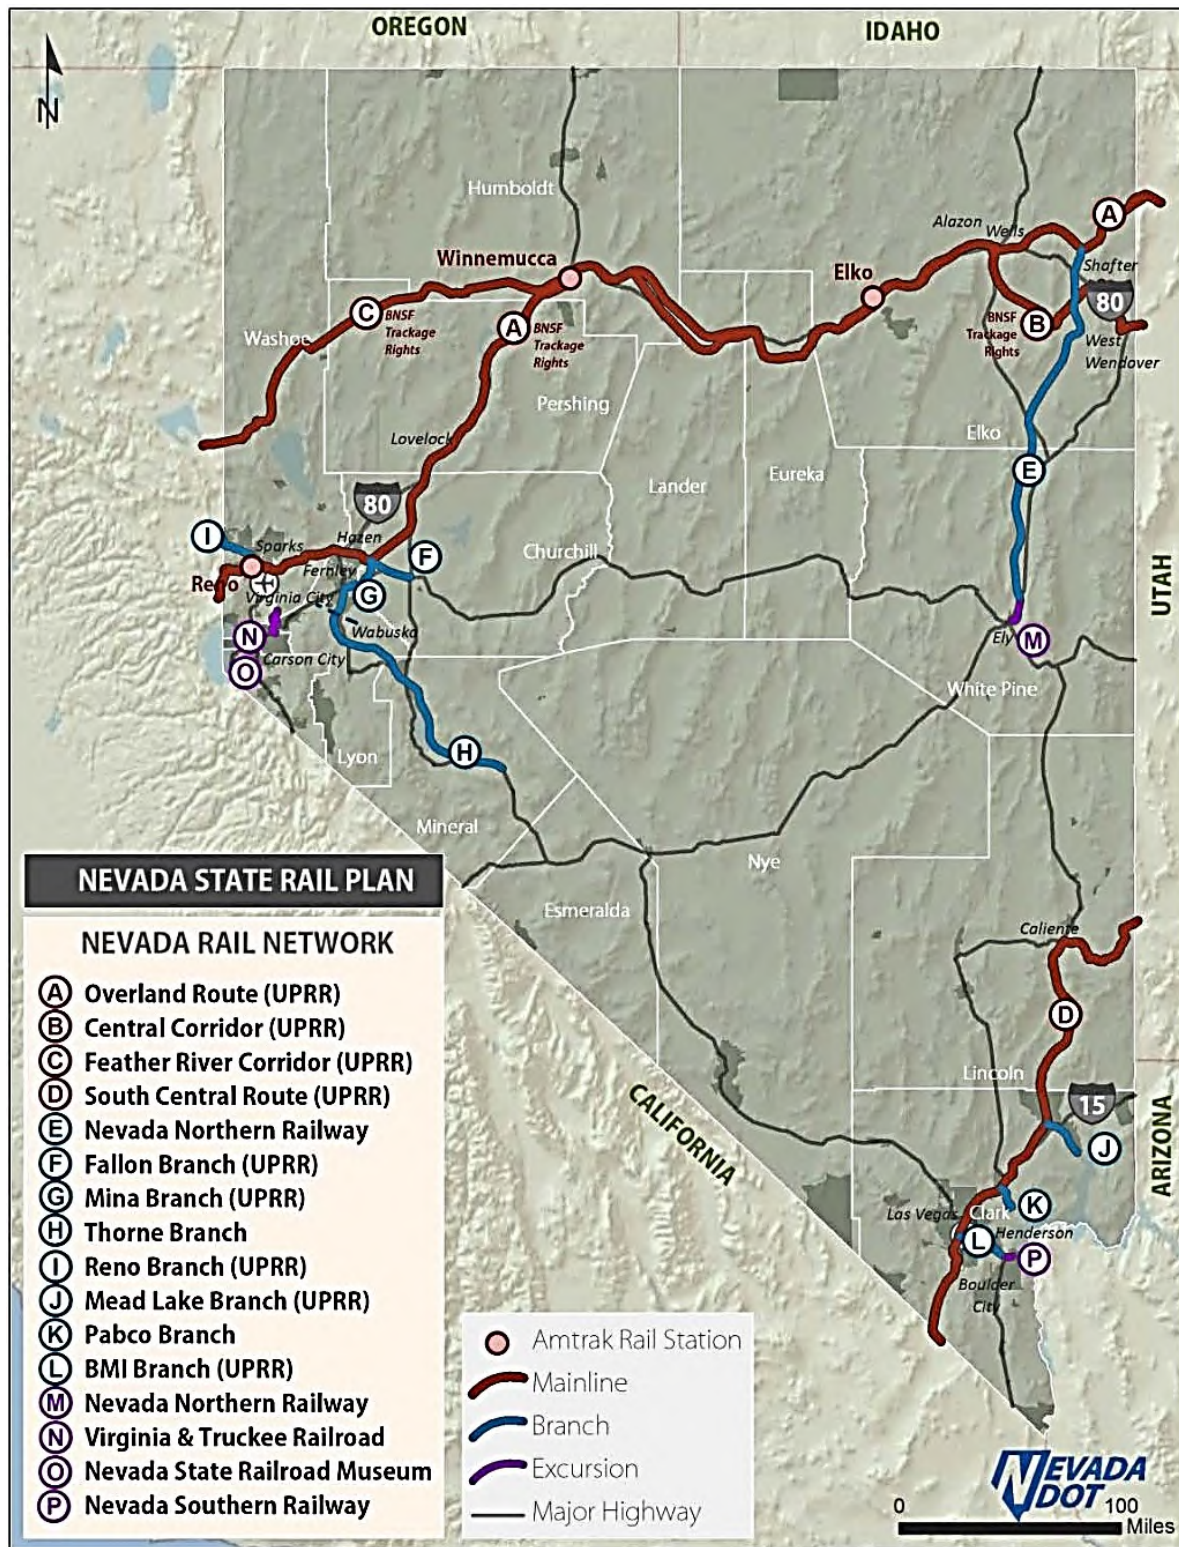 OREGON
IDAHO
N
Humboldt
A
Alazon
Wells
Winnemucca
Elko
Shafter
C
BNSF
Trackage
Rights
A
BNSF
Trackage
Rights
B
BNSF
Trackage
Rights
80
Washoe
West
Wendover
Pershing
Lovelock
Elko
E
Lander
Eureka
80
I
Sparks
Hazen
F
Churchill
Reno
Fernley
G
Virginia City
UTAH
N
Wabuska
Ely
M
Carson City
O
White Pine
Lyon
H
Mineral
Nye
Esmeralda
Caliente
D
Lincoln
CALIFORNIA
15
ARIZONA
J
K
Las Vegas
Clark
L
Henderson
P
Boulder
City
NEVADA STATE RAIL PLAN
NEVADA RAIL NETWORK
A Overland Route (UPRR)
B Central Corridor (UPRR)
C Feather River Corridor (UPRR)
D South Central Route (UPRR)
E Nevada Northern Railway
F Fallon Branch (UPRR)
G Mina Branch (UPRR)
H Thorne Branch
I Reno Branch (UPRR)
J Mead Lake Branch (UPRR)
K Pabco Branch
L BMI Branch (UPRR)
M Nevada Northern Railway
N Virginia & Truckee Railroad
O Nevada State Railroad Museum
P Nevada Southern Railway
Amtrak Rail Station
Mainline
Branch
Excursion
Major Highway
NEVADA
DOT
0 100
Miles